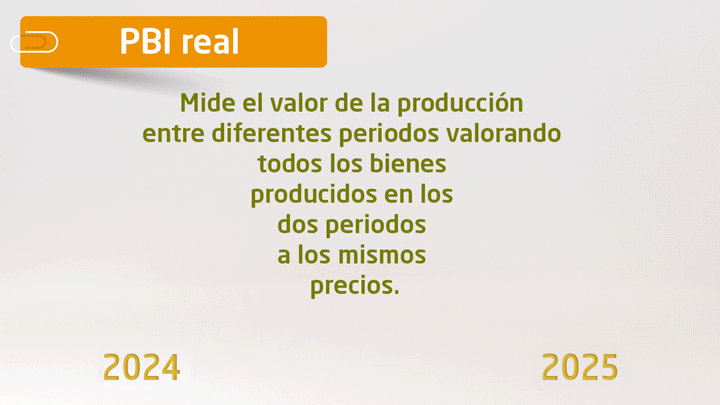 PBI real
Mide el valor de la producción
entre diferentes periodos valorando
todos los bienes
producidos en los
dos periodos
a los mismos
precios.
2024
2025